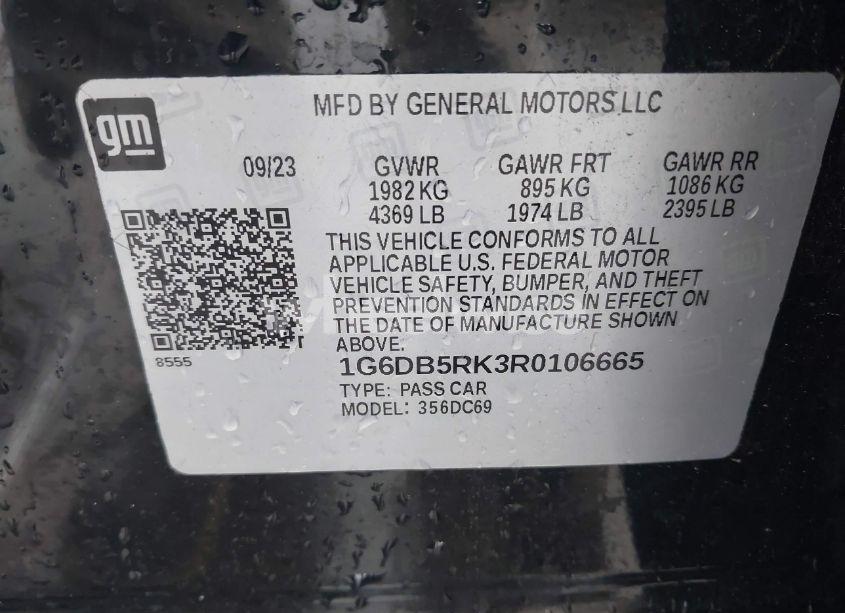 gm
MFD BY GENERAL MOTORS LLC
09/23 GVWR GAWR FRT GAWR RR
1982 KG 895 KG 1086 KG
4369 LB 1974 LB 2395 LB
THIS VEHICLE CONFORMS TO ALL
APPLICABLE U.S. FEDERAL MOTOR
VEHICLE SAFETY, BUMPER, AND THEFT
PREVENTION STANDARDS IN EFFECT ON
THE DATE OF MANUFACTURE SHOWN
ABOVE.
8555
1G6DB5RK3R0106665
TYPE: PASS CAR
MODEL: 356DC69